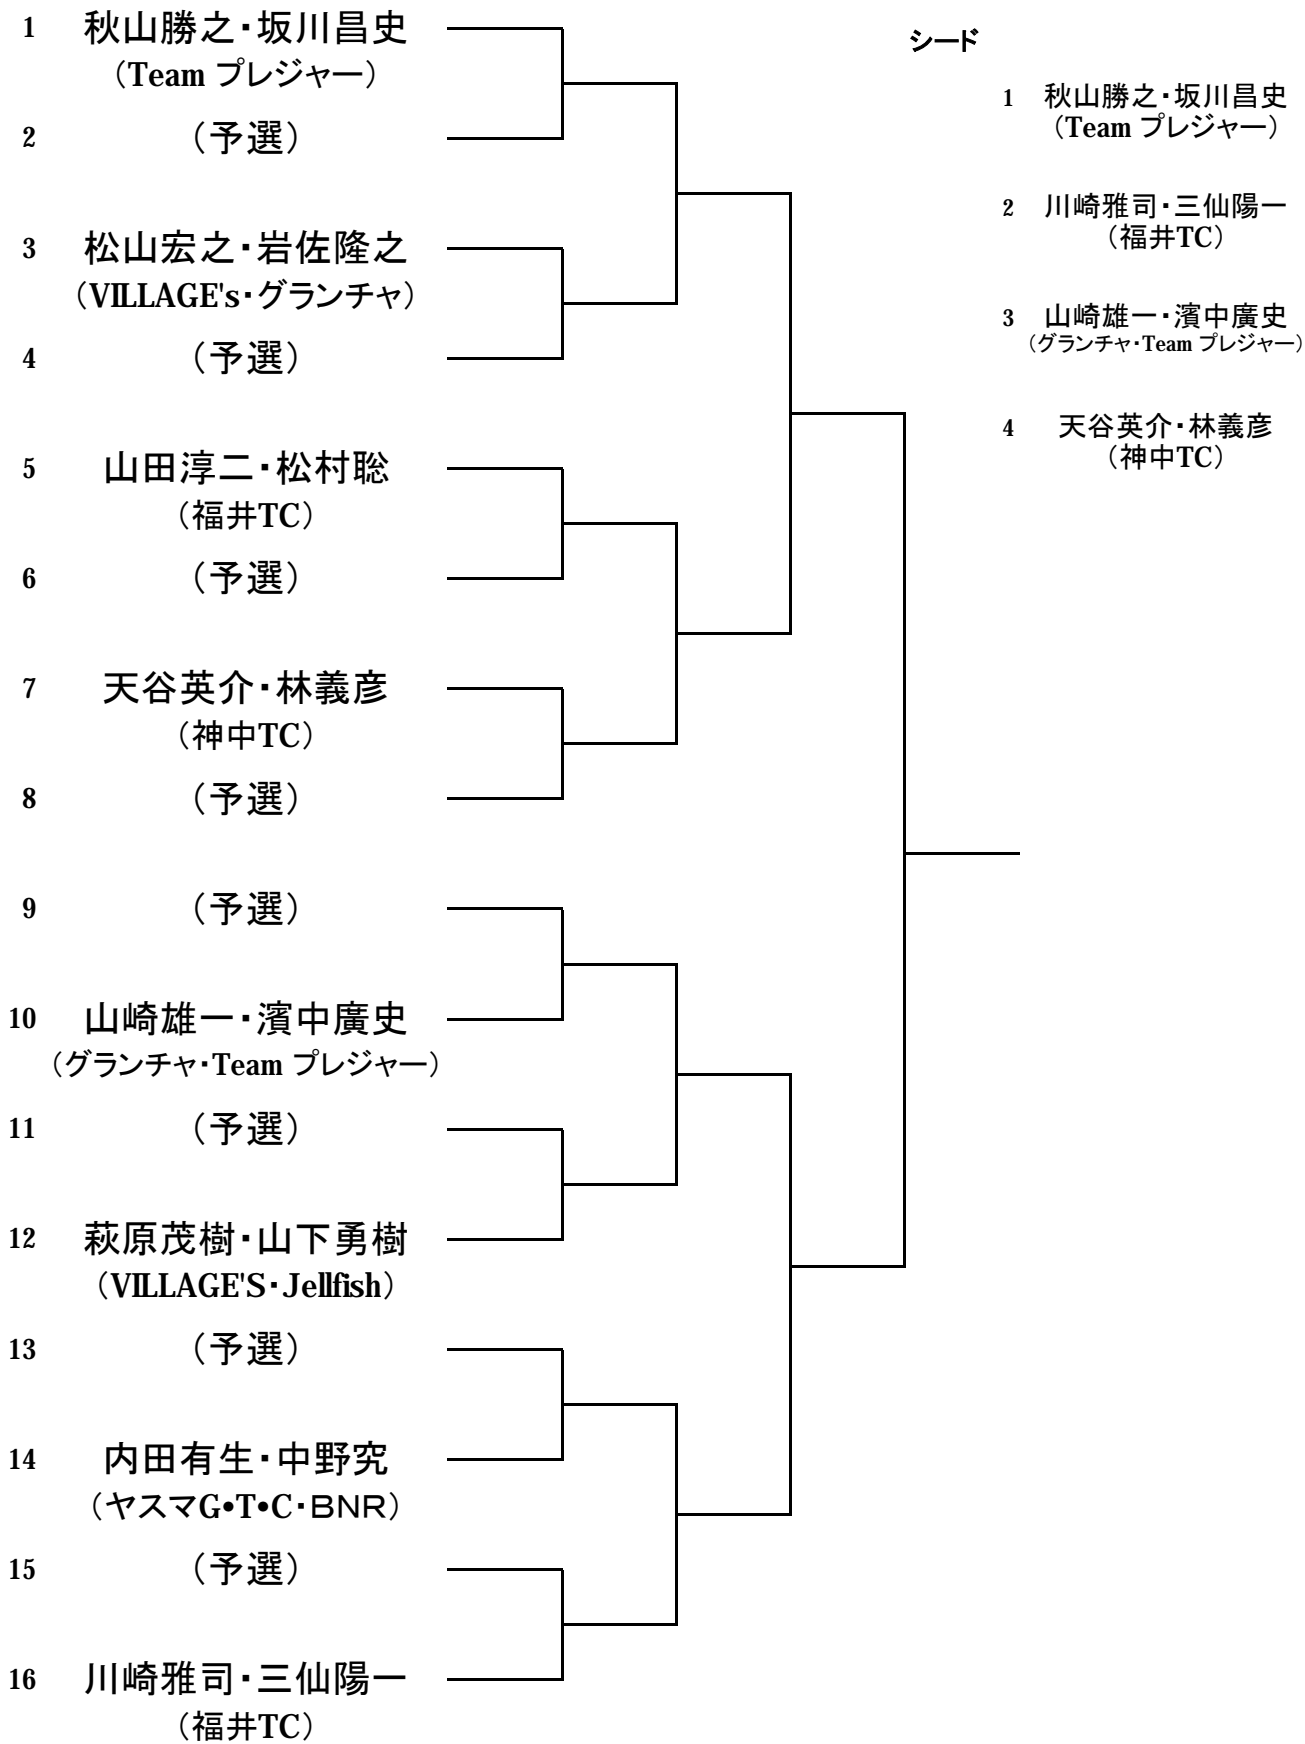 1 秋山勝之・坂川昌史
（Team プレジャー）
2 （予選）
3 松山宏之・岩佐隆之
（VILLAGE's・グランチャ）
4 （予選）
5 山田淳二・松村聡
（福井TC）
6 （予選）
7 天谷英介・林義彦
（神中TC）
8 （予選）
9 （予選）
10 山崎雄一・濱中廣史
（グランチャ・Team プレジャー）
11 （予選）
12 萩原茂樹・山下勇樹
（VILLAGE'S・Jellfish）
13 （予選）
14 内田有生・中野究
（ヤスマG•T•C・ＢＮＲ）
15 （予選）
16 川崎雅司・三仙陽一
（福井TC）
シード
1 秋山勝之・坂川昌史
（Team プレジャー）
2 川崎雅司・三仙陽一
（福井TC）
3 山崎雄一・濱中廣史
（グランチャ・Team プレジャー）
4 天谷英介・林義彦
（神中TC）